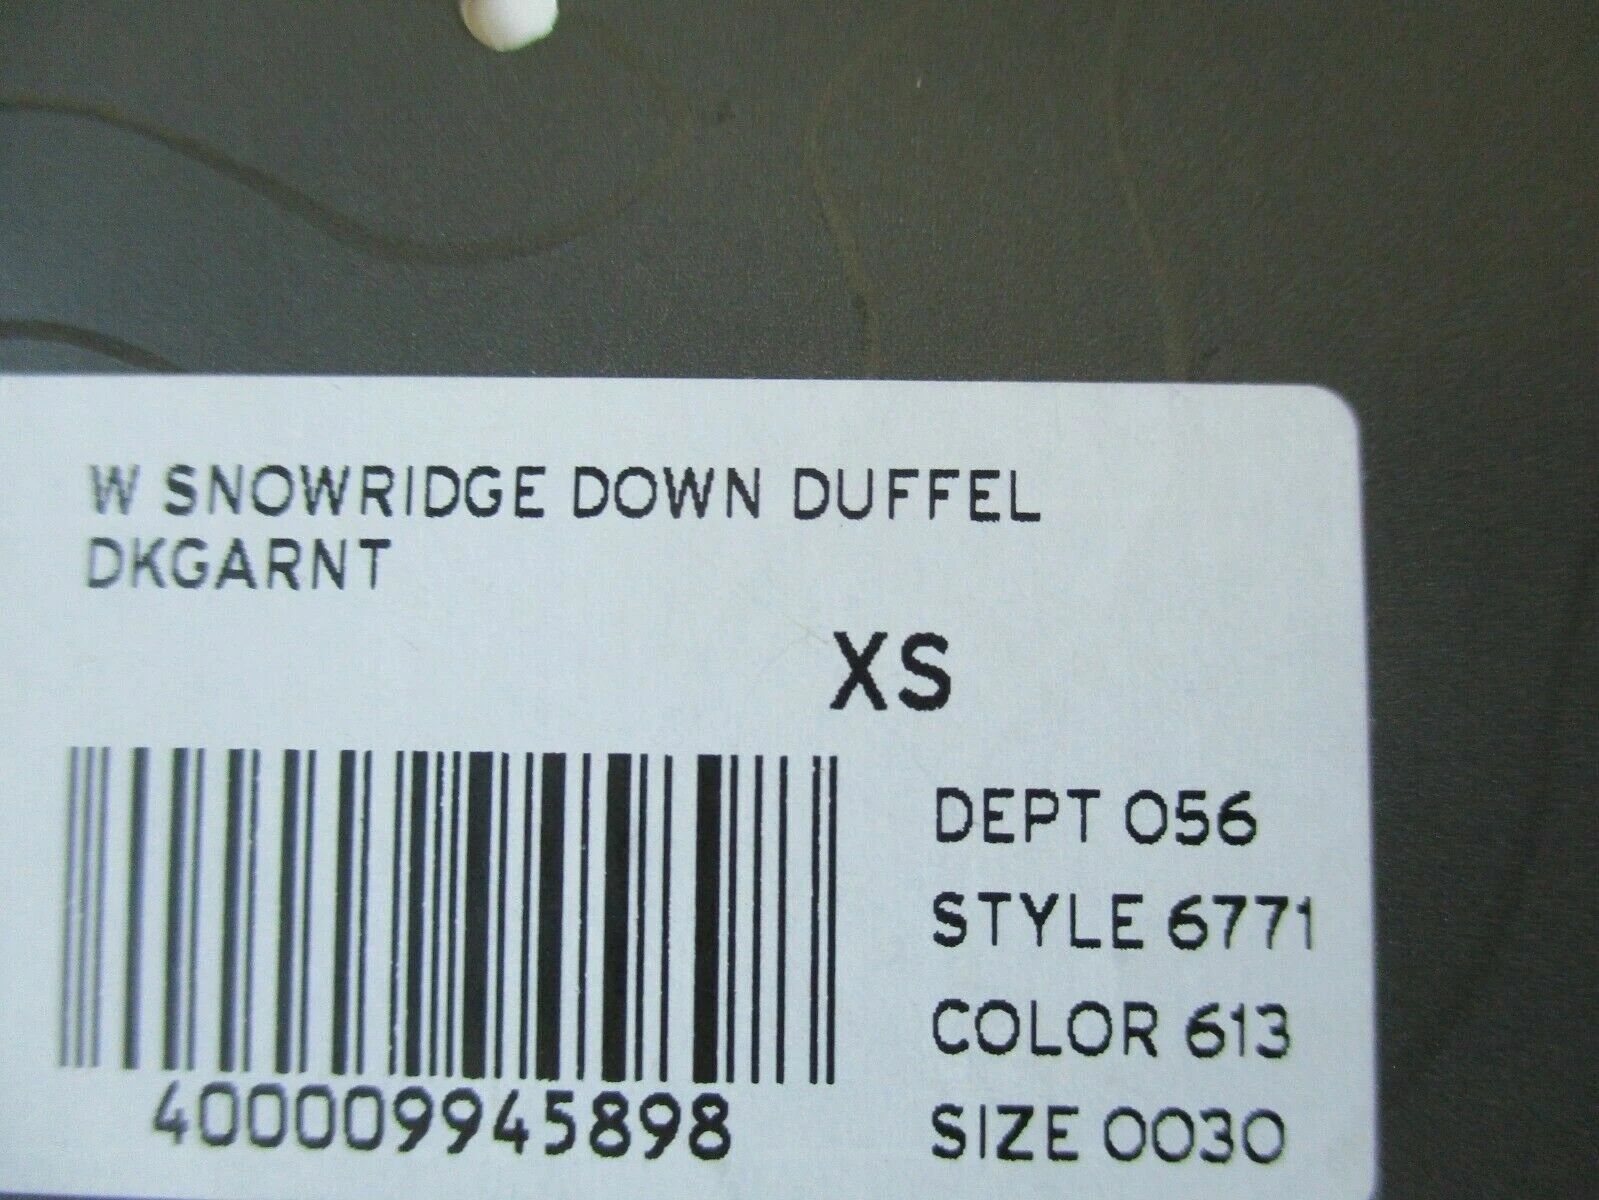 W SNOWRIDGE DOWN DUFFEL
DKGARNT
XS
DEPT 056
STYLE 6771
COLOR 613
SIZE 0030
400009945898